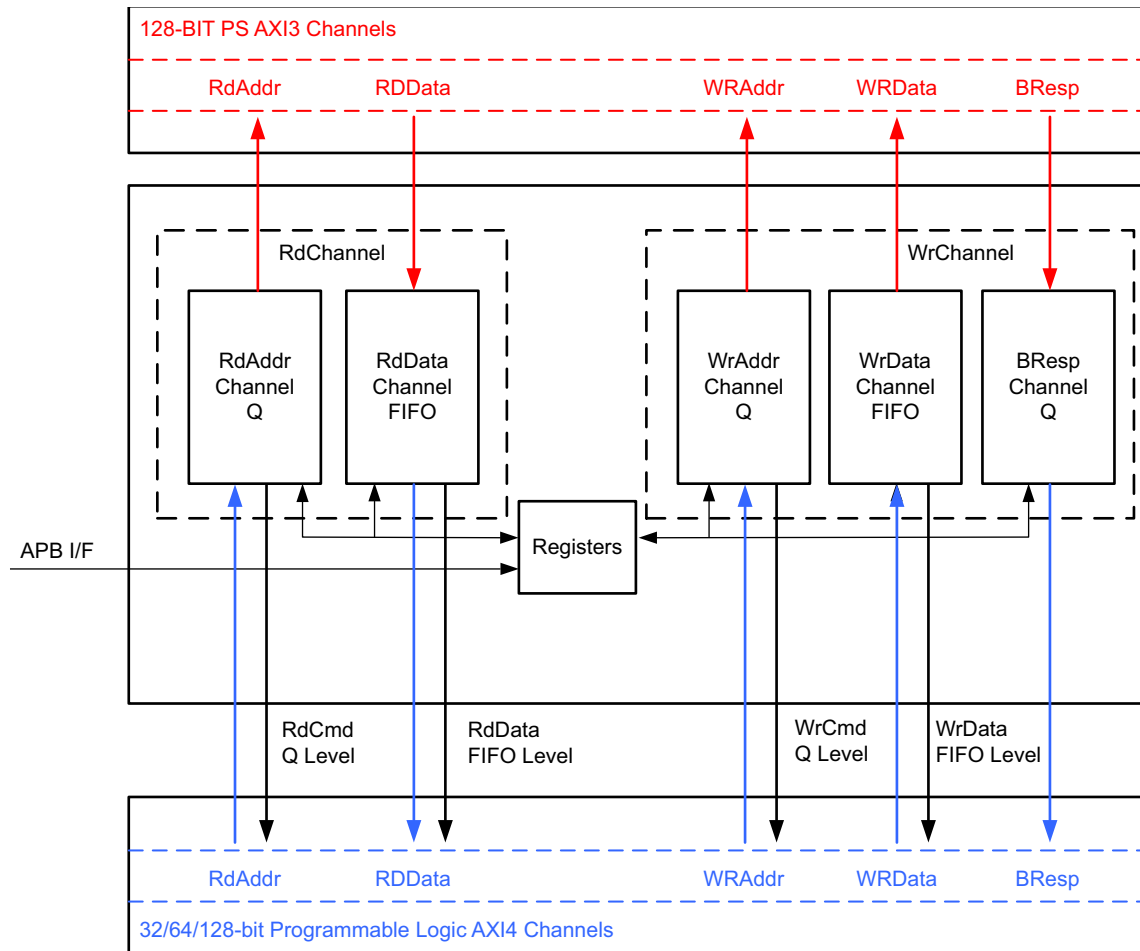 128-BIT PS AXI3 Channels
RdAddr
RDData
WRAddr
WRData
BResp
RdChannel
WrChannel
RdAddr
Channel
Q
RdData
Channel
FIFO
WrAddr
Channel
Q
WrData
Channel
FIFO
BResp
Channel
Q
APB I/F
Registers
RdCmd
Q Level
RdData
FIFO Level
WrCmd
Q Level
WrData
FIFO Level
RdAddr
RDData
WRAddr
WRData
BResp
32/64/128-bit Programmable Logic AXI4 Channels